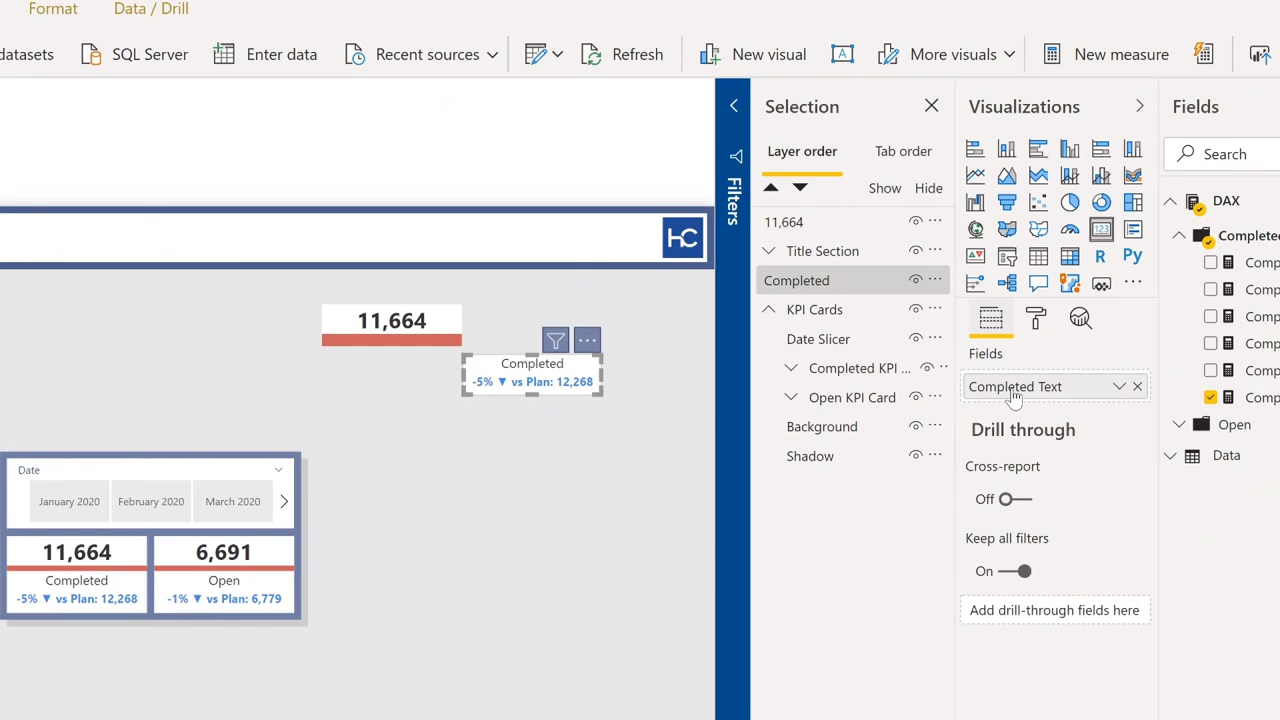 Format
Data / Drill
datasets
SQL Server
Enter data
Recent sources
Refresh
New visual
More visuals
New measure
HC
11,664
Completed
-5% ▼ vs Plan: 12,268
Date
January 2020
February 2020
March 2020
11,664
Completed
-5% ▼ vs Plan: 12,268
6,691
Open
-1% ▼ vs Plan: 6,779
Filters
Selection
Layer order
Tab order
Show
Hide
11,664
Title Section
Completed
KPI Cards
Date Slicer
Completed KPI ...
Open KPI Card
Background
Shadow
Visualizations
123
R
Py
Fields
Completed Text
Drill through
Cross-report
Off
Keep all filters
On
Add drill-through fields here
Fields
Search
DAX
Complete
Comp
Comp
Comp
Comp
Comp
Comp
Open
Data